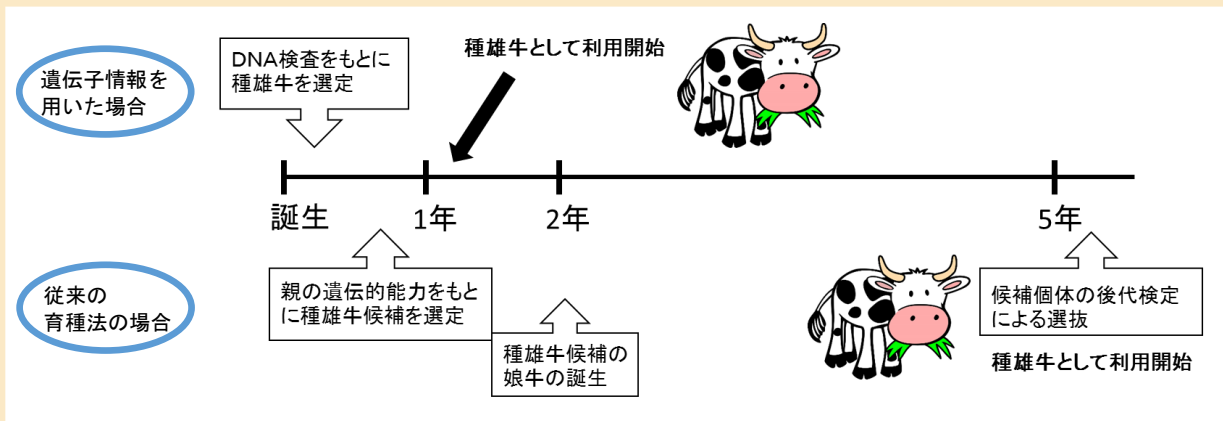 遺伝子情報を
用いた場合
DNA検査をもとに
種雄牛を選定
種雄牛として利用開始
誕生
1年
2年
5年
従来の
育種法の場合
親の遺伝的能力をもと
に種雄牛候補を選定
種雄牛候補の
娘牛の誕生
候補個体の後代検定
による選抜
種雄牛として利用開始